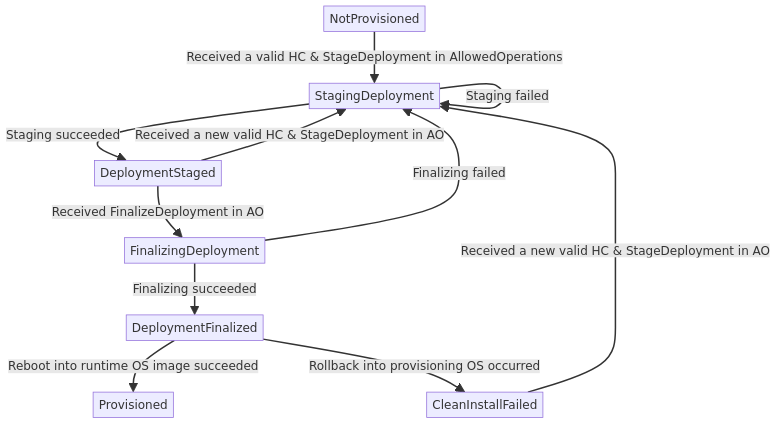 NotProvisioned
Received a valid HC & StageDeployment in AllowedOperations
StagingDeployment
Staging failed
Staging succeeded
Received a new valid HC & StageDeployment in AO
DeploymentStaged
Finalizing failed
Received FinalizeDeployment in AO
FinalizingDeployment
Received a new valid HC & StageDeployment in AO
Finalizing succeeded
DeploymentFinalized
Reboot into runtime OS image succeeded
Rollback into provisioning OS occurred
Provisioned
CleanInstallFailed